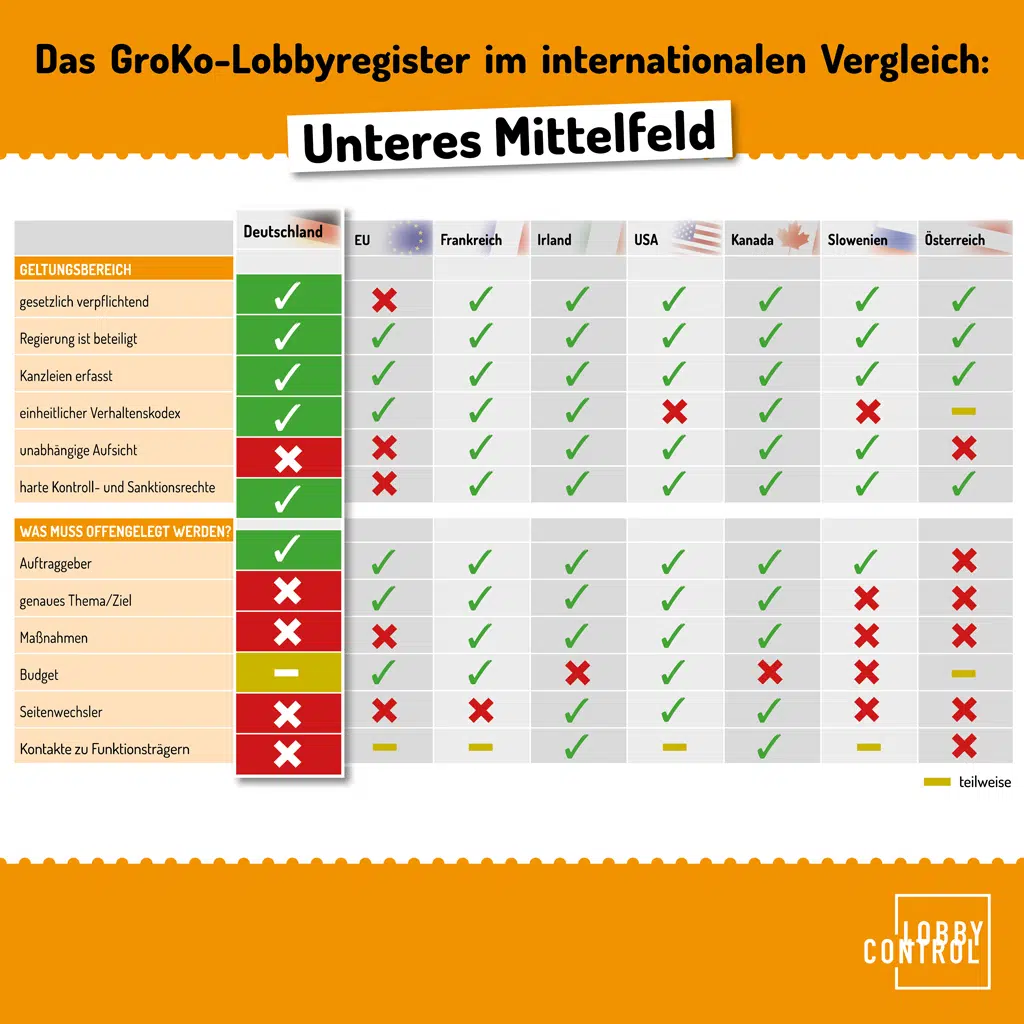 Das GroKo-Lobbyregister im internationalen Vergleich:
Unteres Mittelfeld
Deutschland EU Frankreich Irland USA Kanada Slowenien Österreich
GELTUNGSBEREICH
gesetzlich verpflichtend
Regierung ist beteiligt
Kanzleien erfasst
einheitlicher Verhaltenskodex
unabhängige Aufsicht
harte Kontroll- und Sanktionsrechte
WAS MUSS OFFENGELEGT WERDEN?
Auftraggeber
genaues Thema/Ziel
Maßnahmen
Budget
Seitenwechsler
Kontakte zu Funktionsträgern
teilweise
LOBBY
CONTROL